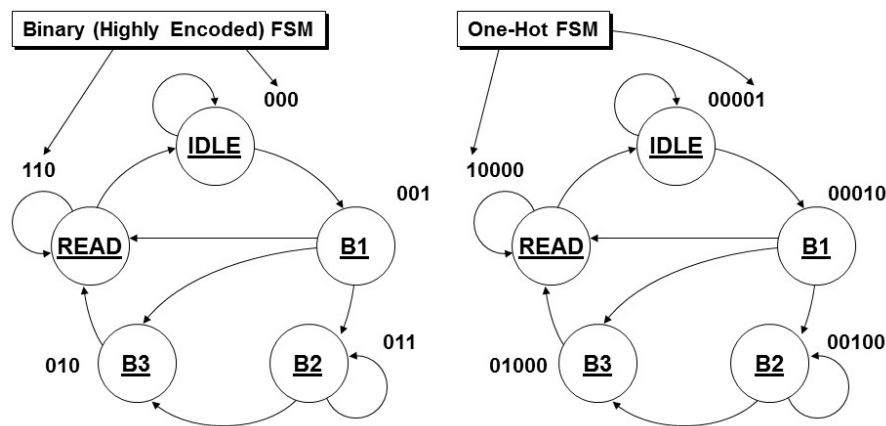 Binary (Highly Encoded) FSM
000
IDLE
110
001
READ
B1
010
B3
B2
011
One-Hot FSM
00001
IDLE
10000
00010
READ
B1
01000
B3
B2
00100